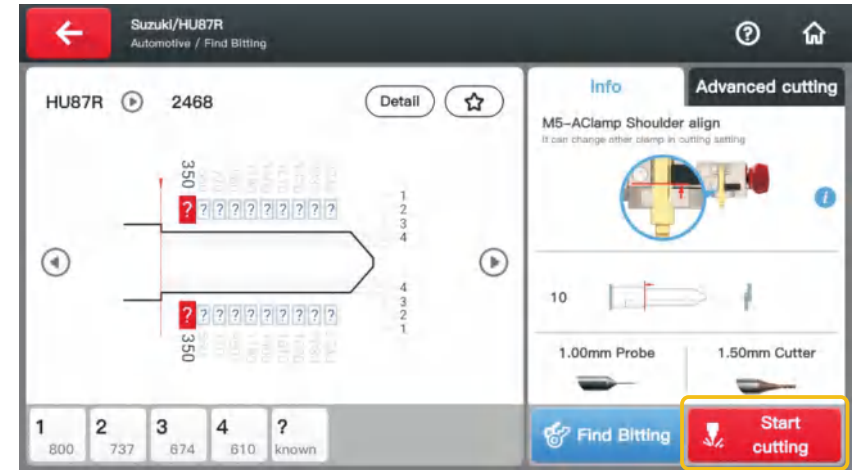 Suzuki/HU87R
Automotive / Find Bitting
?
HU87R
2468
Detail
Info
Advanced cutting
M5-AClamp Shoulder align
It can change other clamp in cutting setting
350
? ? ? ? ? ? ? ? ? ?
1
2
3
4
4
3
2
1
? ? ? ? ? ? ? ? ? ?
350
i
10
1.00mm Probe
1.50mm Cutter
1
800
2
737
3
674
4
610
?
known
Find Bitting
Start
cutting